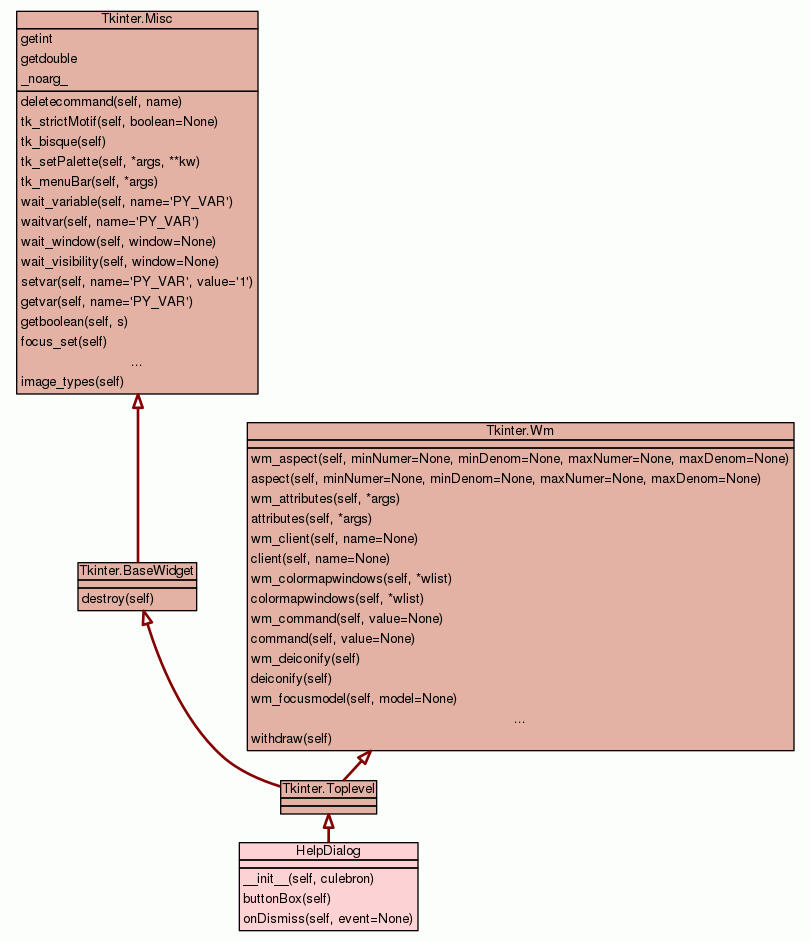 Tkinter.Misc
getint
getdouble
_noarg_
deletecommand(self, name)
tk_strictMotif(self, boolean=None)
tk_bisque(self)
tk_setPalette(self, *args, **kw)
tk_menuBar(self, *args)
wait_variable(self, name='PY_VAR')
waitvar(self, name='PY_VAR')
wait_window(self, window=None)
wait_visibility(self, window=None)
setvar(self, name='PY_VAR', value='1')
getvar(self, name='PY_VAR')
getboolean(self, s)
focus_set(self)
...
image_types(self)
Tkinter.Wm
wm_aspect(self, minNumer=None, minDenom=None, maxNumer=None, maxDenom=None)
aspect(self, minNumer=None, minDenom=None, maxNumer=None, maxDenom=None)
wm_attributes(self, *args)
attributes(self, *args)
wm_client(self, name=None)
client(self, name=None)
wm_colormapwindows(self, *wlist)
colormapwindows(self, *wlist)
wm_command(self, value=None)
command(self, value=None)
wm_deiconify(self)
deiconify(self)
wm_focusmodel(self, model=None)
...
withdraw(self)
Tkinter.BaseWidget
destroy(self)
Tkinter.Toplevel
HelpDialog
__init__(self, culebron)
buttonBox(self)
onDismiss(self, event=None)